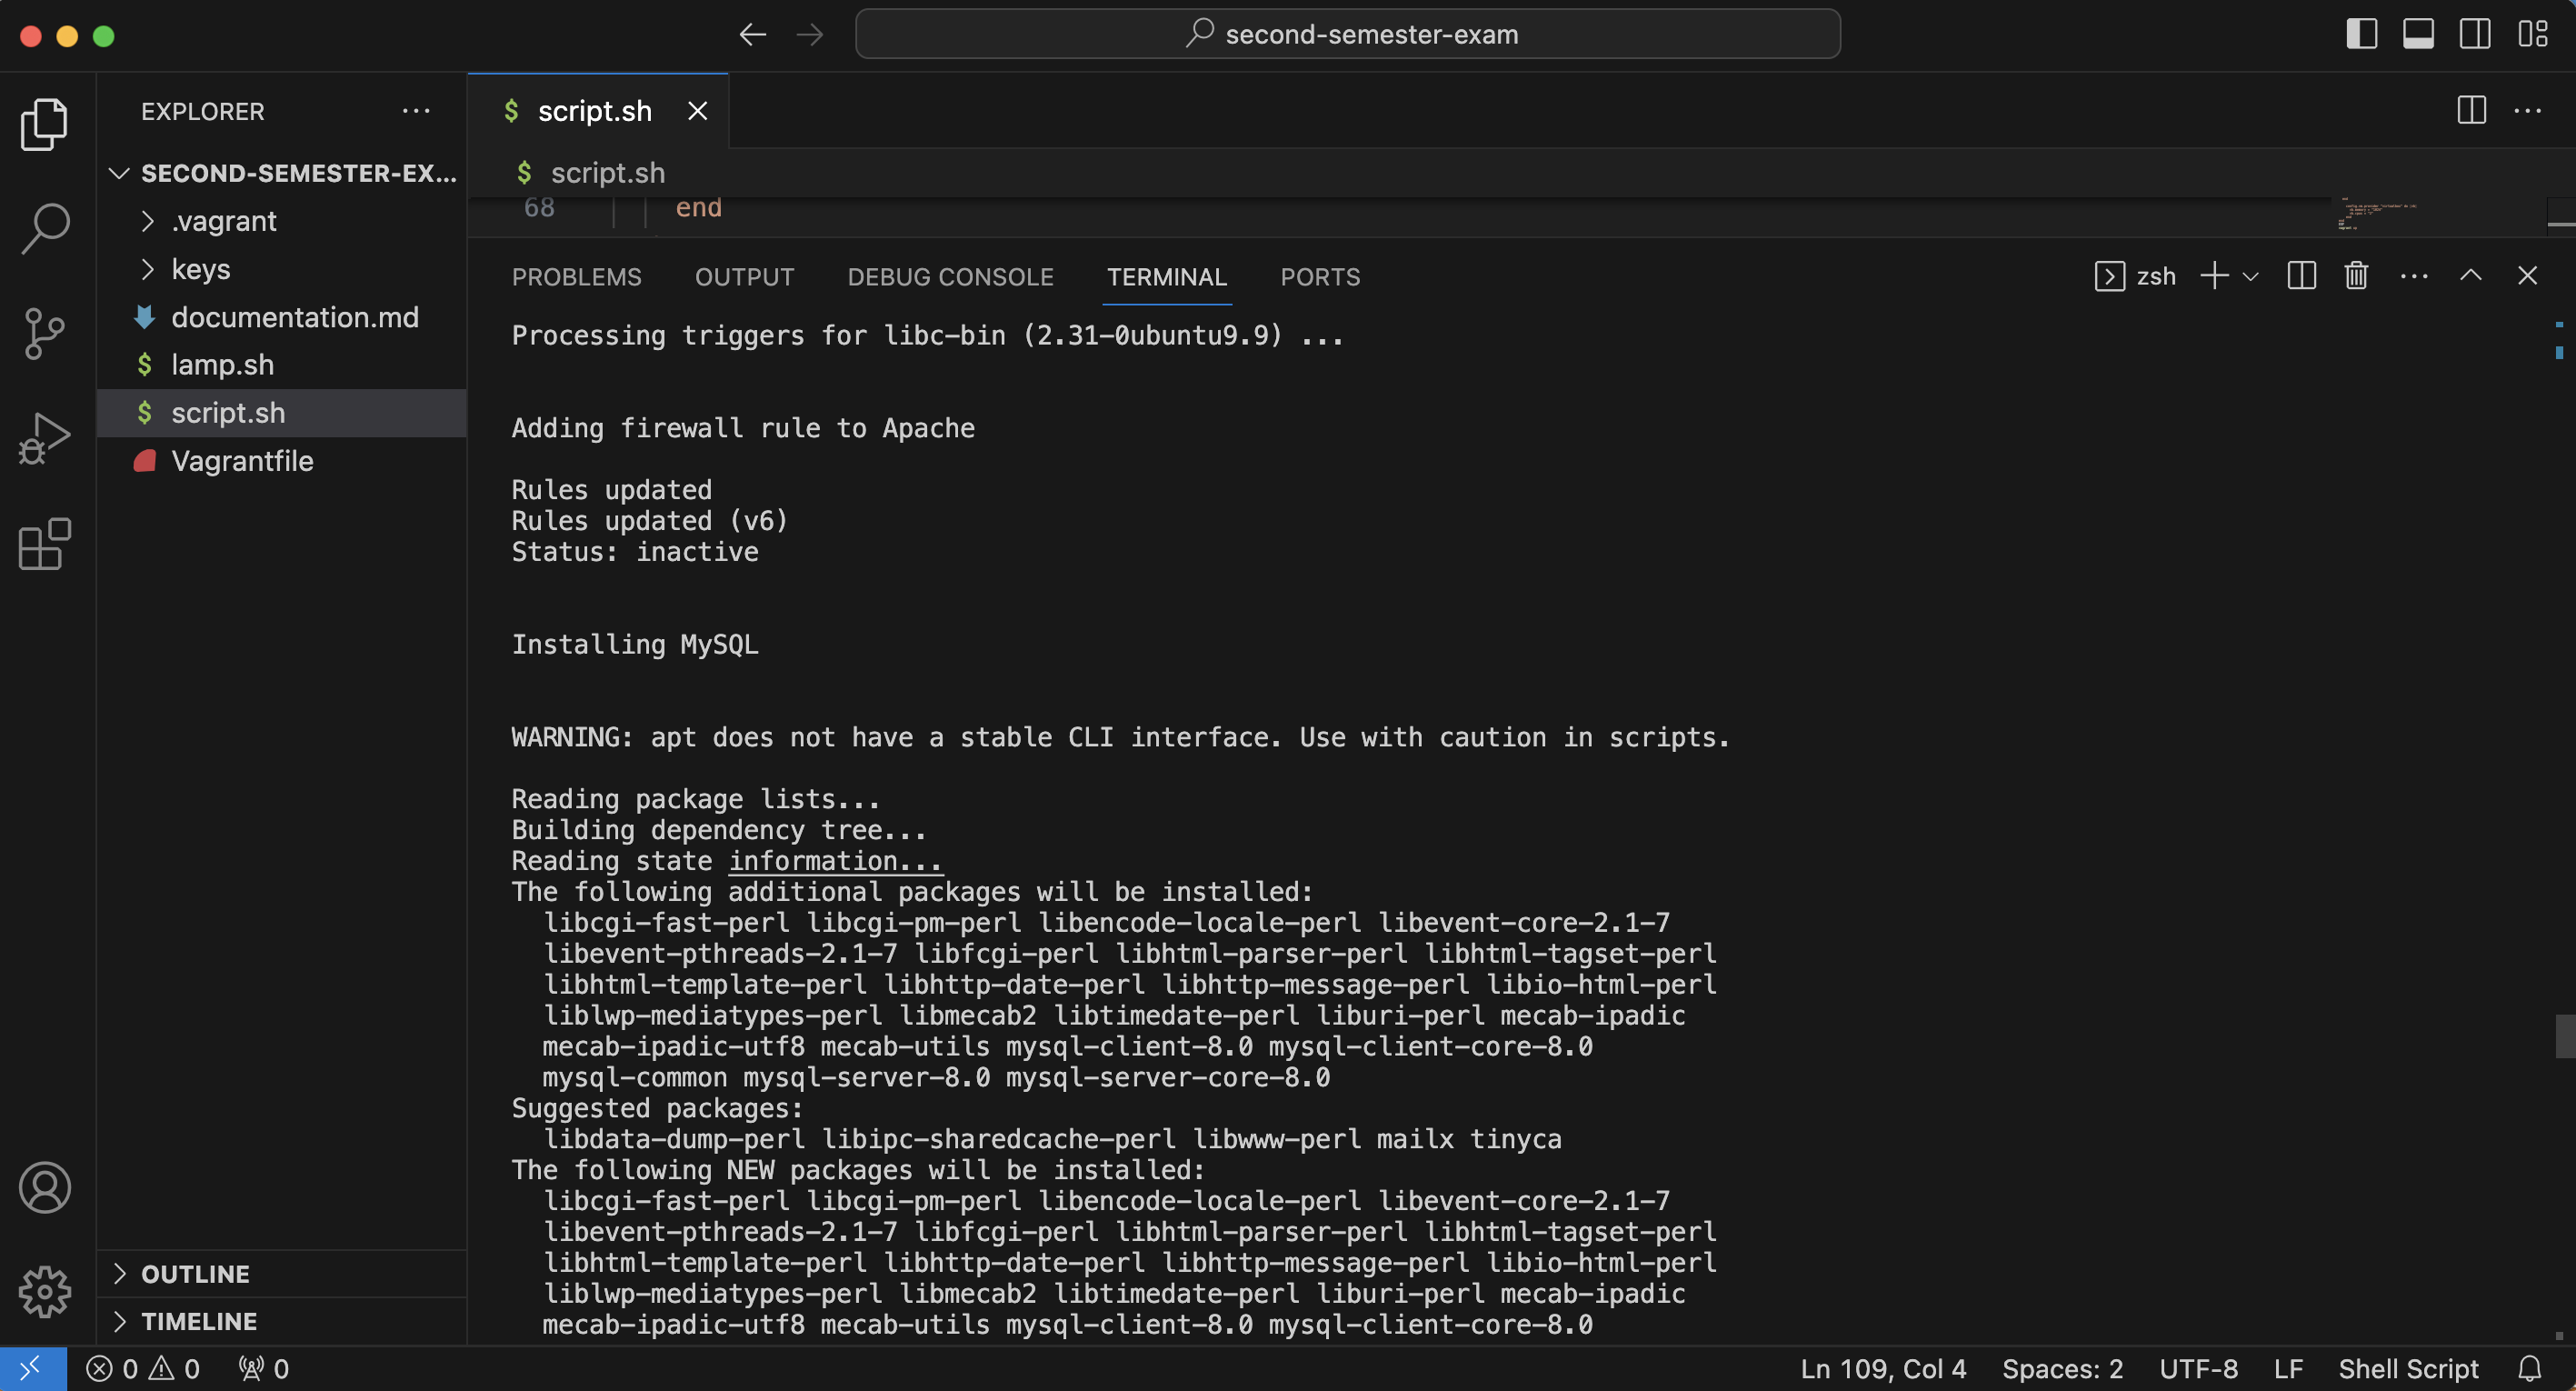 second-semester-exam
EXPLORER
SECOND-SEMESTER-EX...
.vagrant
keys
documentation.md
$ lamp.sh
$ script.sh
Vagrantfile
OUTLINE
TIMELINE
$ script.sh
$ script.sh
68 end
PROBLEMS OUTPUT DEBUG CONSOLE TERMINAL PORTS
zsh
Processing triggers for libc-bin (2.31-0ubuntu9.9) ...
Adding firewall rule to Apache
Rules updated
Rules updated (v6)
Status: inactive
Installing MySQL
WARNING: apt does not have a stable CLI interface. Use with caution in scripts.
Reading package lists...
Building dependency tree...
Reading state information...
The following additional packages will be installed:
libcgi-fast-perl libcgi-pm-perl libencode-locale-perl libevent-core-2.1-7
libevent-pthreads-2.1-7 libfcgi-perl libhtml-parser-perl libhtml-tagset-perl
libhtml-template-perl libhttp-date-perl libhttp-message-perl libio-html-perl
liblwp-mediatypes-perl libmecab2 libtimedate-perl liburi-perl mecab-ipadic
mecab-ipadic-utf8 mecab-utils mysql-client-8.0 mysql-client-core-8.0
mysql-common mysql-server-8.0 mysql-server-core-8.0
Suggested packages:
libdata-dump-perl libipc-sharedcache-perl libwww-perl mailx tinyca
The following NEW packages will be installed:
libcgi-fast-perl libcgi-pm-perl libencode-locale-perl libevent-core-2.1-7
libevent-pthreads-2.1-7 libfcgi-perl libhtml-parser-perl libhtml-tagset-perl
libhtml-template-perl libhttp-date-perl libhttp-message-perl libio-html-perl
liblwp-mediatypes-perl libmecab2 libtimedate-perl liburi-perl mecab-ipadic
mecab-ipadic-utf8 mecab-utils mysql-client-8.0 mysql-client-core-8.0
0 0 0
Ln 109, Col 4 Spaces: 2 UTF-8 LF Shell Script